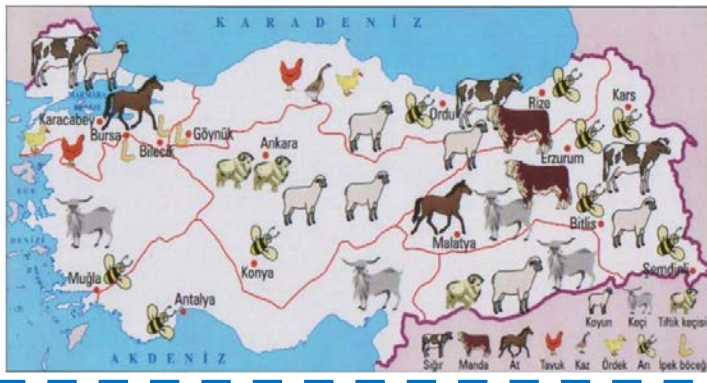 KARADENİZ
MARMARA
DENİZİ
Karacabey
Bursa
Bilecik
Göynük
Ankara
Ordu
Rize
Kars
Erzurum
EGE
DENİZİ
Malatya
Bitlis
Konya
Şemdinli
Muğla
Antalya
AKDENİZ
Koyun Keçi Tiftik keçisi
Sığır Manda At Tavuk Kaz Ördek Arı İpek böceği